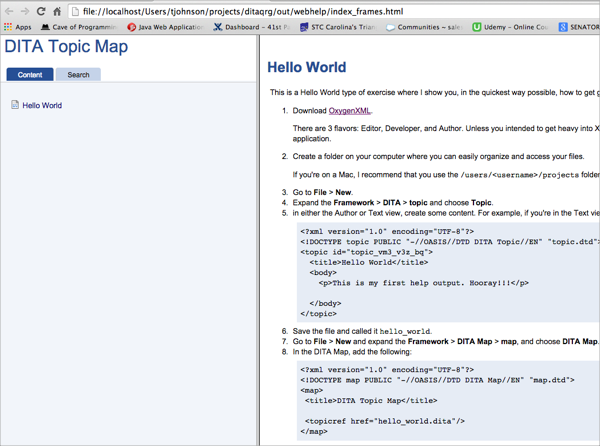 file://localhost/Users/tjohnson/projects/ditaqrg/out/webhelp/index_frames.html
Apps Cave of Programming Java Web Application Dashboard - 41st P STC Carolina's Trian Communities – sales Udemy - Online Cou SENATOR
DITA Topic Map
Content Search
Hello World
Hello World
This is a Hello World type of exercise where I show you, in the quickest way possible, how to get
1. Download OxygenXML.
There are 3 flavors: Editor, Developer, and Author. Unless you intended to get heavy into X
application.
2. Create a folder on your computer where you can easily organize and access your files.
If you're on a Mac, I recommend that you use the /users/<username>/projects folder
3. Go to File > New.
4. Expand the Framework > DITA > topic and choose Topic.
5. in either the Author or Text view, create some content. For example, if you're in the Text vie
<?xml version="1.0" encoding="UTF-8"?>
<!DOCTYPE topic PUBLIC "-//OASIS//DTD DITA Topic//EN" "topic.dtd">
<topic id="topic_vm3_v3z_bq">
<title>Hello World</title>
<body>
<p>This is my first help output. Hooray!!!</p>
</body>
</topic>
6. Save the file and called it hello_world.
7. Go to File > New and expand the Framework > DITA Map > map, and choose DITA Map.
8. In the DITA Map, add the following:
<?xml version="1.0" encoding="UTF-8"?>
<!DOCTYPE map PUBLIC "-//OASIS//DTD DITA Map//EN" "map.dtd">
<map>
<title>DITA Topic Map</title>
<topicref href="hello_world.dita"/>
</map>